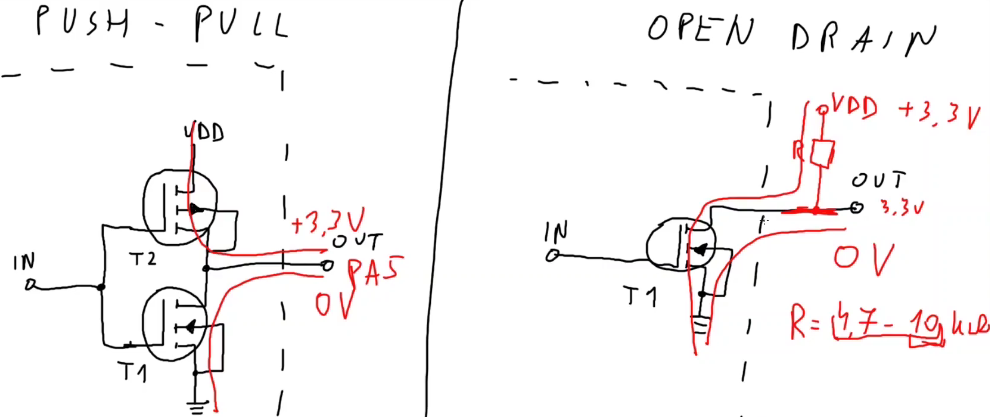 PUSH - PULL
VDD
+3,3V
OUT
IN
T2
PA5
0V
T1
OPEN DRAIN
VDD +3,3V
R
OUT
3,3V
IN
0V
T1
R= 4,7 - 10